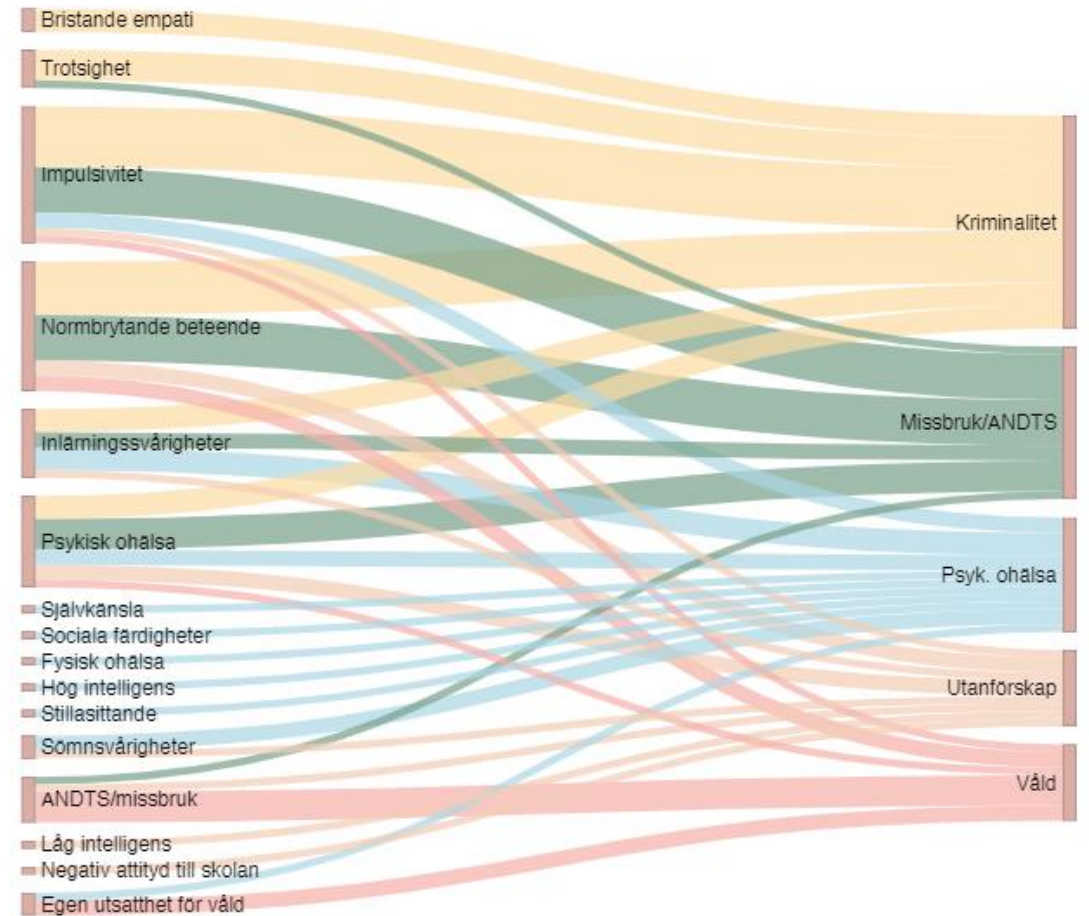 Bristande empati
Trotsighet
Impulsivitet
Normbrytande beteende
Inlärningssvårigheter
Psykisk ohälsa
Självkänsla
Sociala färdigheter
Fysisk ohälsa
Hög intelligens
Stillasittande
Sömnsvårigheter
ANDTS/missbruk
Låg intelligens
Negativ attityd till skolan
Egen utsatthet för våld
Kriminalitet
Missbruk/ANDTS
Psyk. ohälsa
Utanförskap
Våld